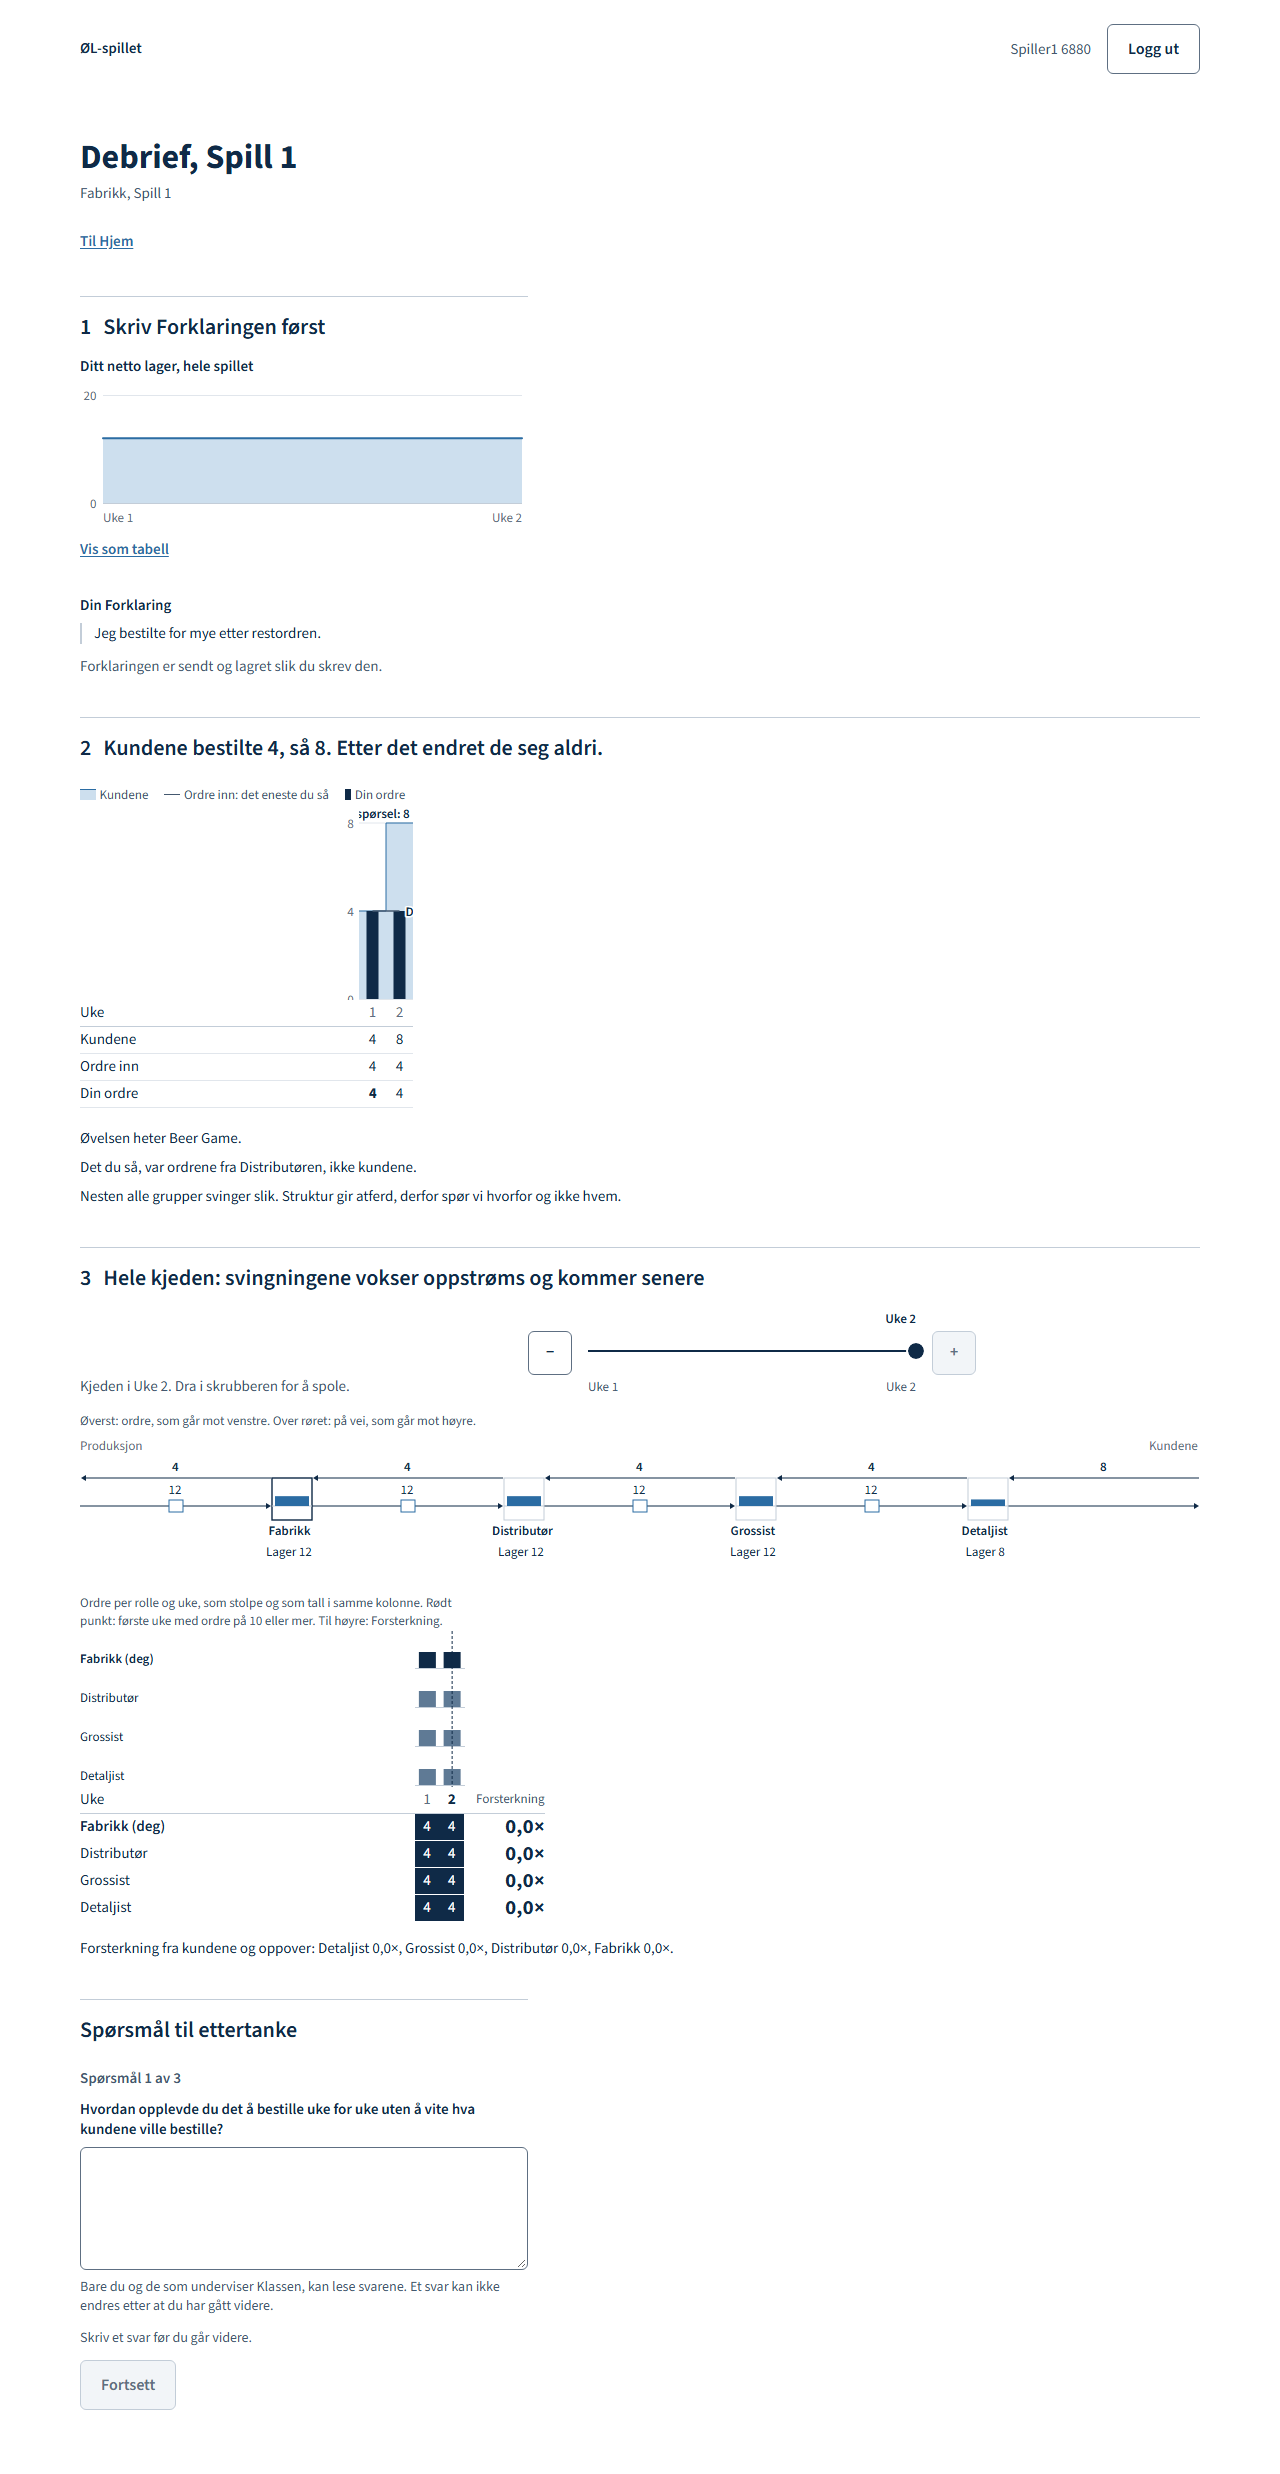 ØL-spillet
Spiller1 6880
Logg ut
Debrief, Spill 1
Fabrikk, Spill 1
Til Hjem
1 Skriv Forklaringen først
Ditt netto lager, hele spillet
20
0
Uke 1 Uke 2
Vis som tabell
Din Forklaring
Jeg bestilte for mye etter restordren.
Forklaringen er sendt og lagret slik du skrev den.
2 Kundene bestilte 4, så 8. Etter det endret de seg aldri.
Kundene Ordre inn: det eneste du så Din ordre
spørsel: 8
8
4 D
0
Uke 1 2
Kundene 4 8
Ordre inn 4 4
Din ordre 4 4
Øvelsen heter Beer Game.
Det du så, var ordrene fra Distributøren, ikke kundene.
Nesten alle grupper svinger slik. Struktur gir atferd, derfor spør vi hvorfor og ikke hvem.
3 Hele kjeden: svingningene vokser oppstrøms og kommer senere
Uke 2
− +
Kjeden i Uke 2. Dra i skrubberen for å spole. Uke 1 Uke 2
Øverst: ordre, som går mot venstre. Over røret: på vei, som går mot høyre.
Produksjon Kundene
4 4 4 4 8
12 12 12 12
Fabrikk Distributør Grossist Detaljist
Lager 12 Lager 12 Lager 12 Lager 8
Ordre per rolle og uke, som stolpe og som tall i samme kolonne. Rødt
punkt: første uke med ordre på 10 eller mer. Til høyre: Forsterkning.
Fabrikk (deg)
Distributør
Grossist
Detaljist
Uke 1 2 Forsterkning
Fabrikk (deg) 4 4 0,0×
Distributør 4 4 0,0×
Grossist 4 4 0,0×
Detaljist 4 4 0,0×
Forsterkning fra kundene og oppover: Detaljist 0,0×, Grossist 0,0×, Distributør 0,0×, Fabrikk 0,0×.
Spørsmål til ettertanke
Spørsmål 1 av 3
Hvordan opplevde du det å bestille uke for uke uten å vite hva
kundene ville bestille?
Bare du og de som underviser Klassen, kan lese svarene. Et svar kan ikke
endres etter at du har gått videre.
Skriv et svar før du går videre.
Fortsett